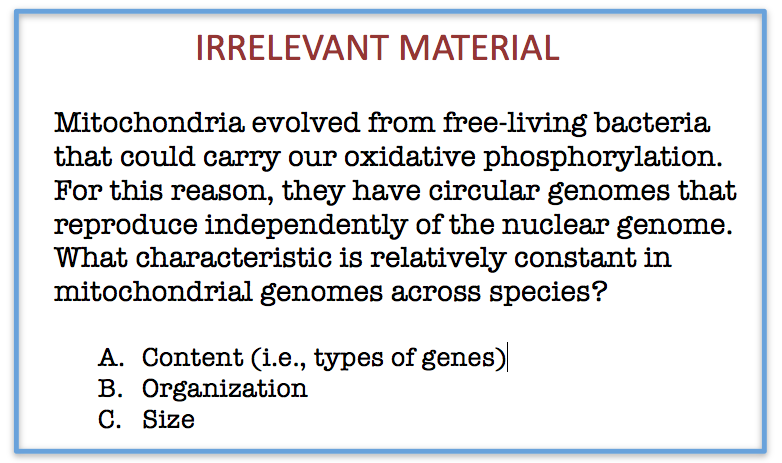 IRRELEVANT MATERIAL
Mitochondria evolved from free-living bacteria
that could carry our oxidative phosphorylation.
For this reason, they have circular genomes that
reproduce independently of the nuclear genome.
What characteristic is relatively constant in
mitochondrial genomes across species?
A. Content (i.e., types of genes)
B. Organization
C. Size